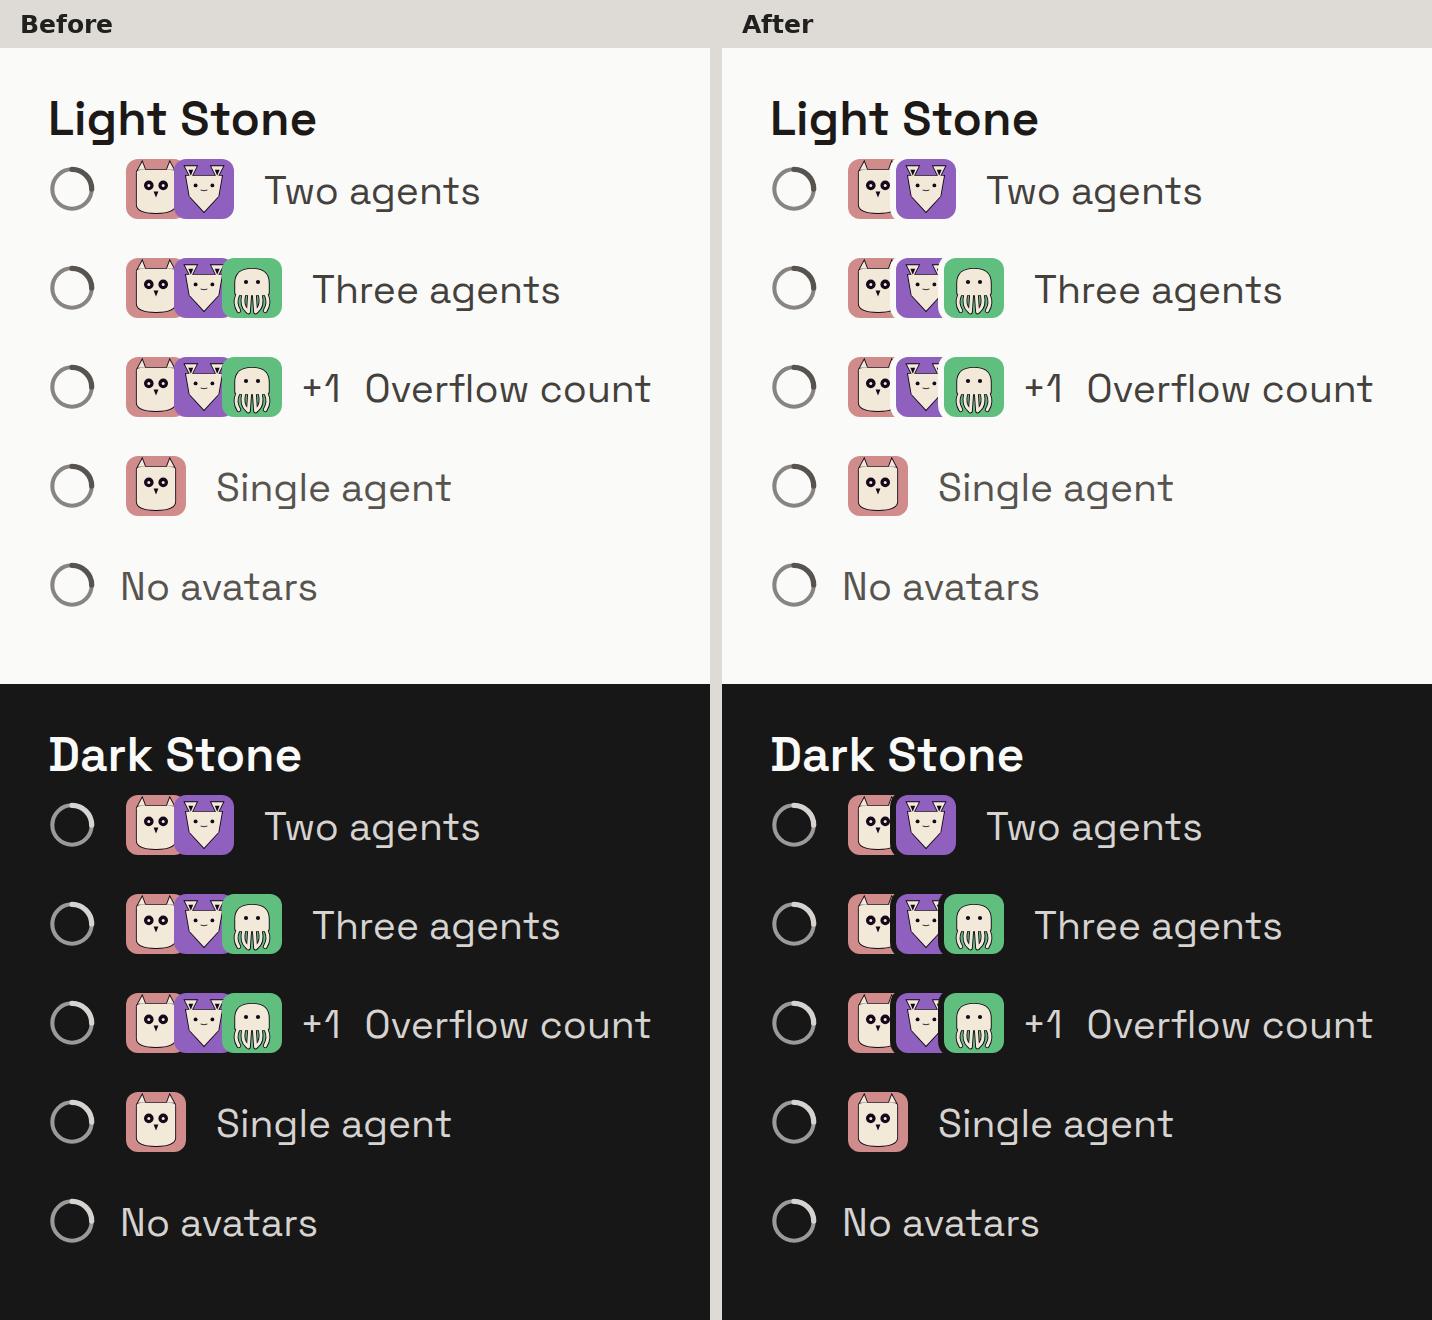 Before
Light Stone
Two agents
Three agents
+1 Overflow count
Single agent
No avatars
Dark Stone
Two agents
Three agents
+1 Overflow count
Single agent
No avatars
After
Light Stone
Two agents
Three agents
+1 Overflow count
Single agent
No avatars
Dark Stone
Two agents
Three agents
+1 Overflow count
Single agent
No avatars